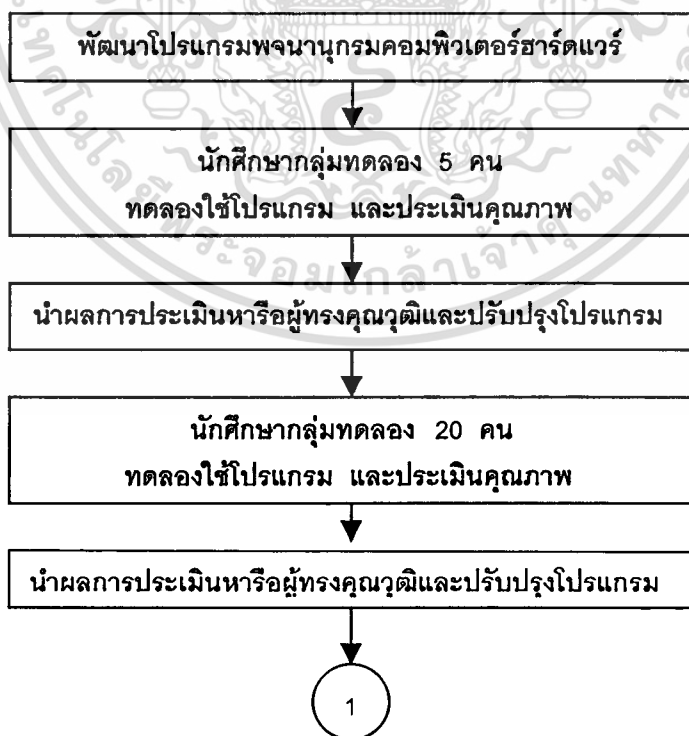 พัฒนาโปรแกรมพจนานุกรมคอมพิวเตอร์ฮาร์ดแวร์
นักศึกษากลุ่มทดลอง 5 คน
ทดลองใช้โปรแกรม และประเมินคุณภาพ
นำผลการประเมินหารือผู้ทรงคุณวุฒิและปรับปรุงโปรแกรม
นักศึกษากลุ่มทดลอง 20 คน
ทดลองใช้โปรแกรม และประเมินคุณภาพ
นำผลการประเมินหารือผู้ทรงคุณวุฒิและปรับปรุงโปรแกรม
1